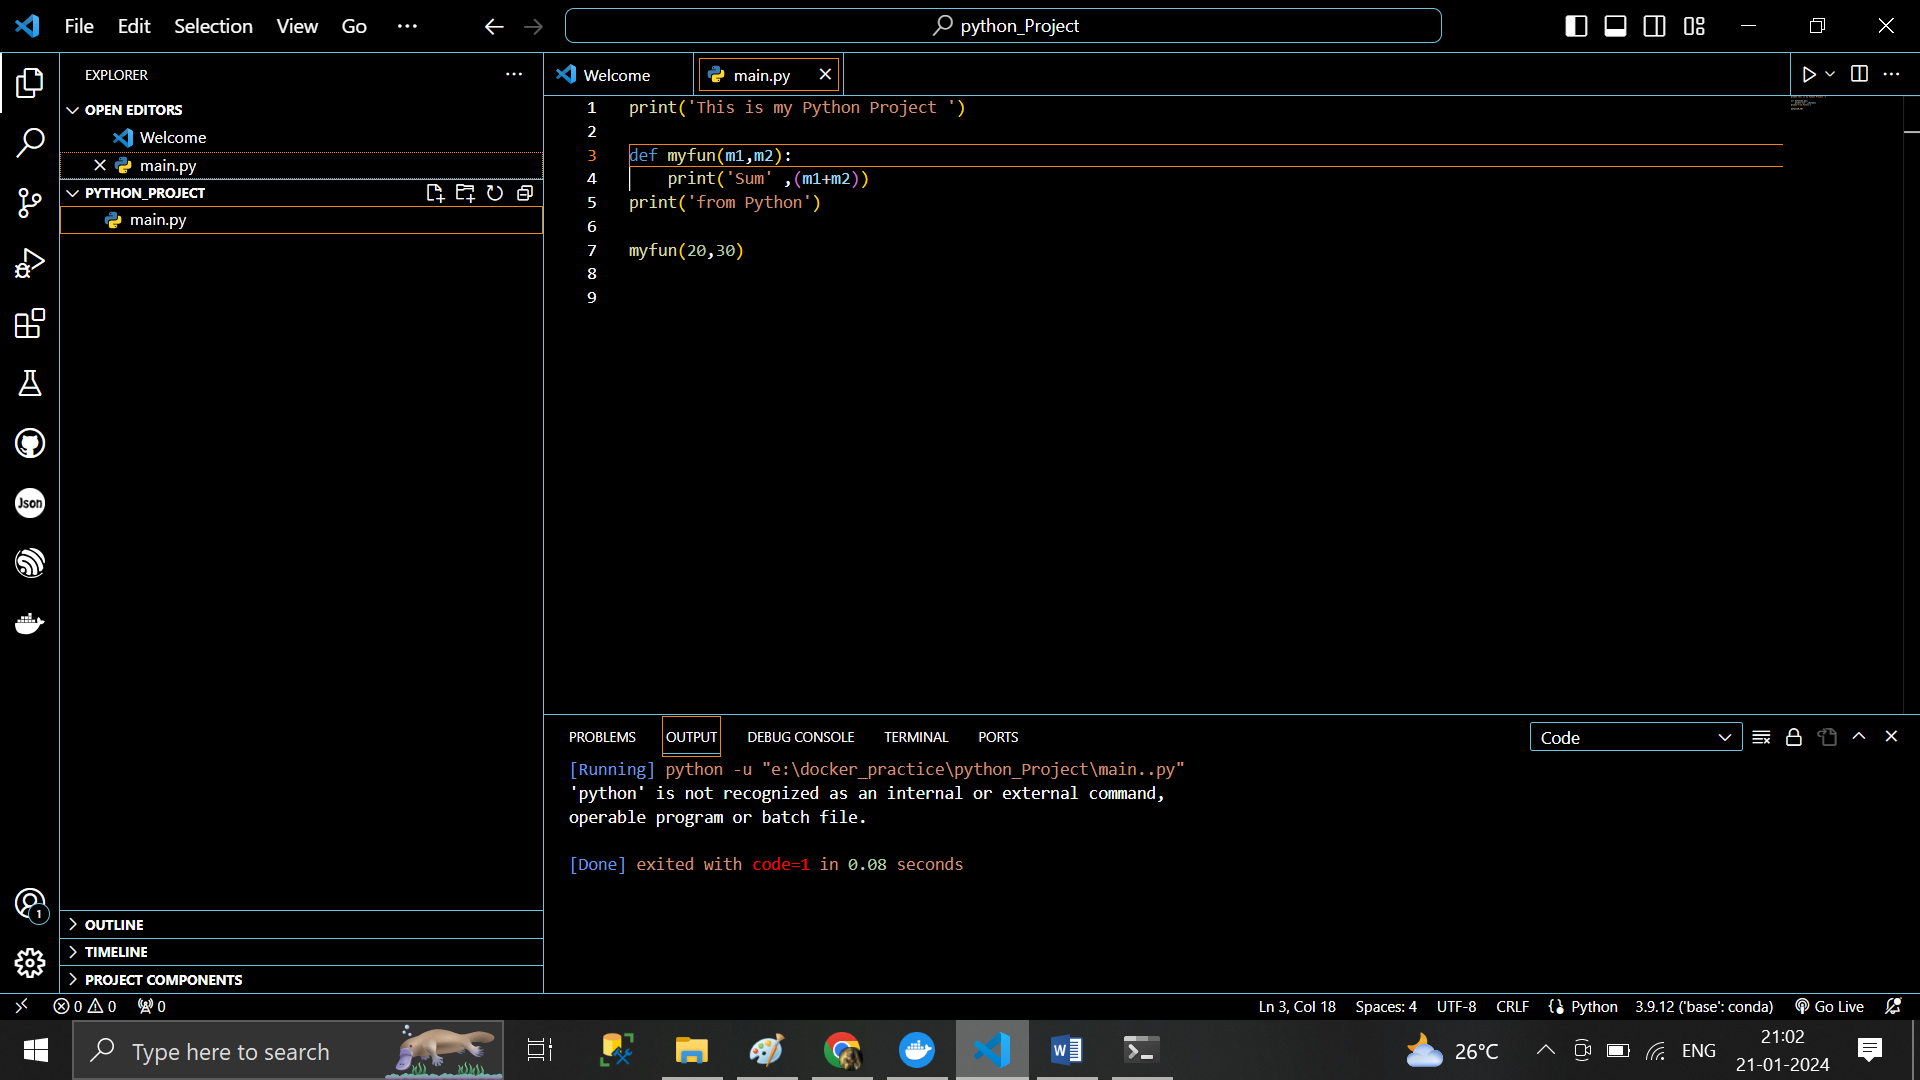 File Edit Selection View Go ···
python_Project
EXPLORER
OPEN EDITORS
Welcome
main.py
PYTHON_PROJECT
main.py
OUTLINE
TIMELINE
PROJECT COMPONENTS
Json
1
Welcome
main.py
1 print('This is my Python Project ')
2
3 def myfun(m1,m2):
4 print('Sum' ,(m1+m2))
5 print('from Python')
6
7 myfun(20,30)
8
9
PROBLEMS OUTPUT DEBUG CONSOLE TERMINAL PORTS
Code
[Running] python -u "e:\docker_practice\python_Project\main..py"
'python' is not recognized as an internal or external command,
operable program or batch file.
[Done] exited with code=1 in 0.08 seconds
0 0 0
Ln 3, Col 18 Spaces: 4 UTF-8 CRLF Python 3.9.12 ('base': conda) Go Live
Type here to search
26°C
ENG
21:02
21-01-2024